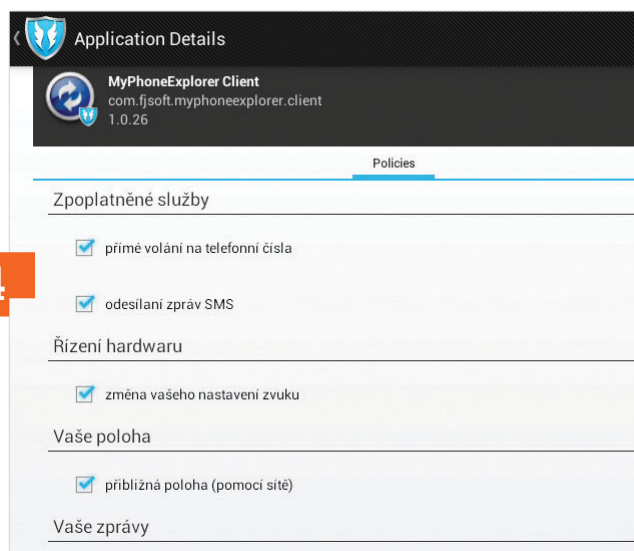 Application Details
MyPhoneExplorer Client
com.fjsoft.myphoneexplorer.client
1.0.26
Policies
Zpoplatněné služby
přímé volání na telefonní čísla
4
odesílaní zpráv SMS
Řízení hardwaru
změna vašeho nastavení zvuku
Vaše poloha
přibližná poloha (pomocí sítě)
Vaše zprávy